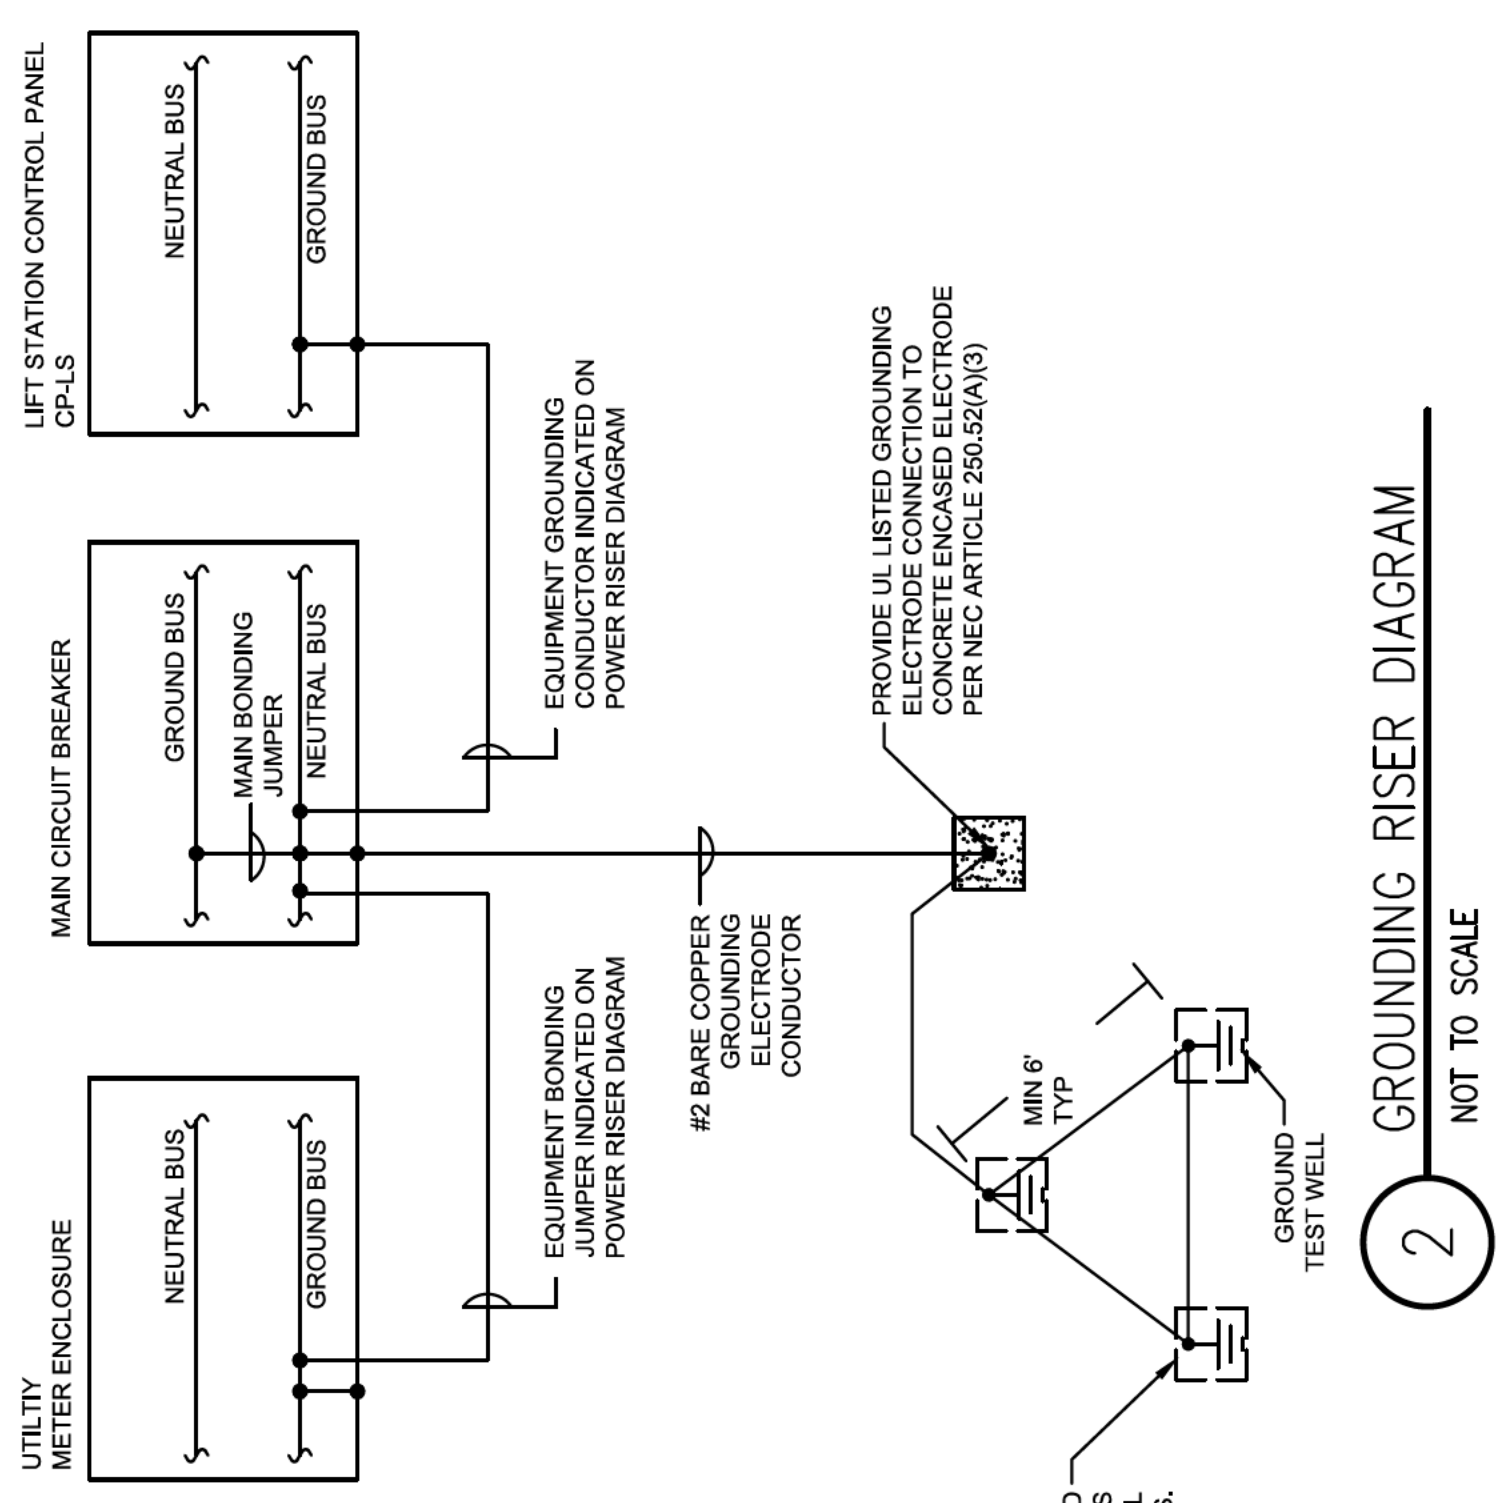 UTILTIY
METER ENCLOSURE
NEUTRAL BUS
GROUND BUS
MAIN CIRCUIT BREAKER
GROUND BUS
MAIN BONDING
JUMPER
NEUTRAL BUS
LIFT STATION CONTROL PANEL
CP-LS
NEUTRAL BUS
GROUND BUS
EQUIPMENT BONDING
JUMPER INDICATED ON
POWER RISER DIAGRAM
EQUIPMENT GROUNDING
CONDUCTOR INDICATED ON
POWER RISER DIAGRAM
#2 BARE COPPER
GROUNDING
ELECTRODE
CONDUCTOR
PROVIDE UL LISTED GROUNDING
ELECTRODE CONNECTION TO
CONCRETE ENCASED ELECTRODE
PER NEC ARTICLE 250.52(A)(3)
MIN 6'
TYP
GROUND
TEST WELL
2
GROUNDING RISER DIAGRAM
NOT TO SCALE